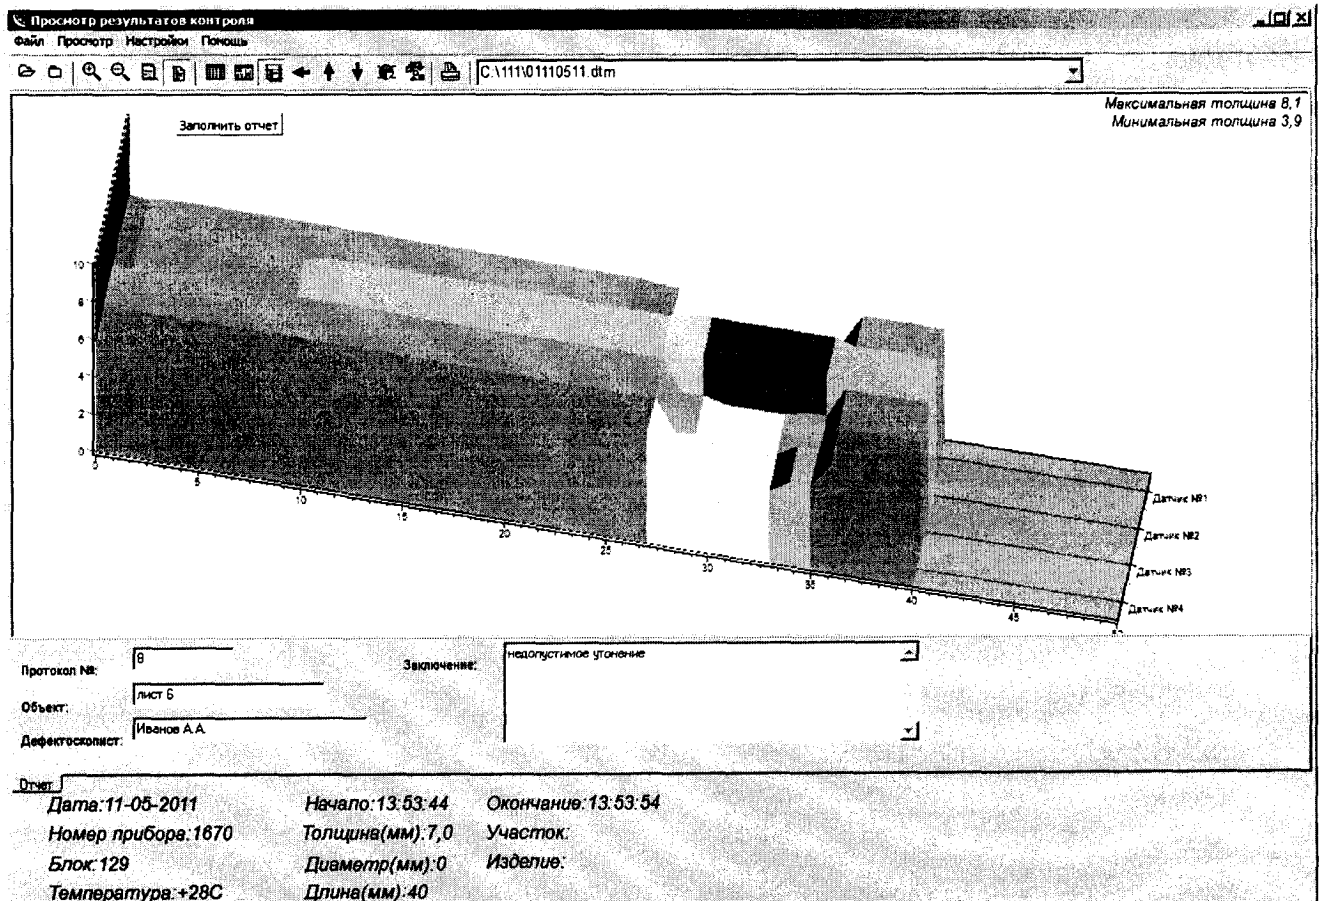 Просмотр результатов контроля
Файл Просмотр Настройки Помощь
C:\111\01110511.dtm
Максимальная толщина 8,1
Минимальная толщина 3,9
Заполнить отчет
10
8
6
4
2
0
0
5
10
15
20
25
30
35
40
45
50
Датчик №1
Датчик №2
Датчик №3
Датчик №4
Протокол №: 8
Заключение: недопустимое утонение
Объект: лист 6
Дефектоскопист: Иванов А.А.
Отчет
Дата:11-05-2011 Начало:13:53:44 Окончание:13:53:54
Номер прибора:1670 Толщина(мм):7,0 Участок:
Блок:129 Диаметр(мм):0 Изделие:
Температура:+28С Длина(мм):40